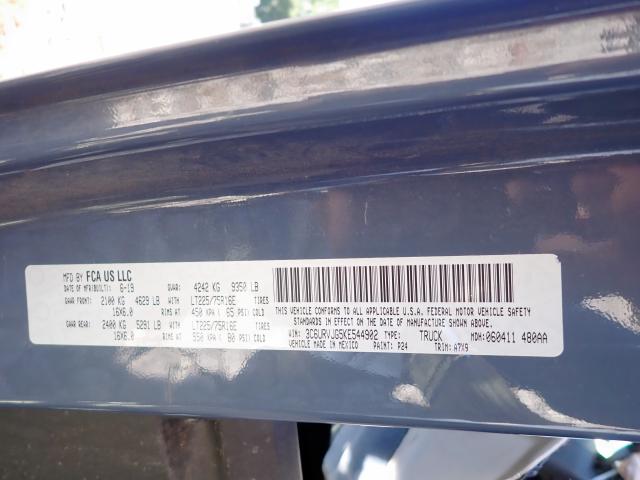 MFD BY FCA US LLC
DATE OF MFR(BUILT): 6-19 GVWR: 4242 KG 9350 LB
GAWR FRONT: 2100 KG 4629 LB WITH LT225/75R16E TIRES
16X6.0 RIMS AT 450 KPA ( 65 PSI) COLD
GAWR REAR: 2400 KG 5291 LB WITH LT225/75R16E TIRES
16X6.0 RIMS AT 550 KPA ( 80 PSI) COLD
THIS VEHICLE CONFORMS TO ALL APPLICABLE U.S.A. FEDERAL MOTOR VEHICLE SAFETY
STANDARDS IN EFFECT ON THE DATE OF MANUFACTURE SHOWN ABOVE.
VIN: 3C6URVJG5KE544902 TYPE: TRUCK MDH: 060411 480AA
VEHICLE MADE IN MEXICO PAINT: P24 TRIM: A7X9